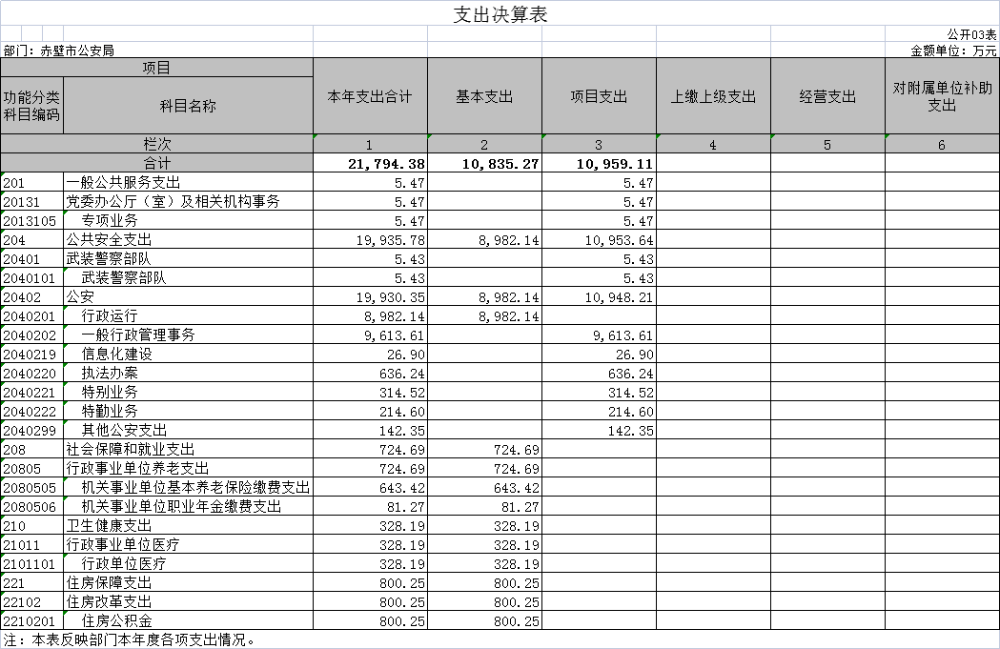 支出决算表
公开03表
部门：赤壁市公安局 金额单位：万元
项目 本年支出合计 基本支出 项目支出 上缴上级支出 经营支出 对附属单位补助支出
功能分类科目编码 科目名称
栏次 1 2 3 4 5 6
合计 21,794.38 10,835.27 10,959.11
201 一般公共服务支出 5.47 5.47
20131 党委办公厅（室）及相关机构事务 5.47 5.47
2013105 专项业务 5.47 5.47
204 公共安全支出 19,935.78 8,982.14 10,953.64
20401 武装警察部队 5.43 5.43
2040101 武装警察部队 5.43 5.43
20402 公安 19,930.35 8,982.14 10,948.21
2040201 行政运行 8,982.14 8,982.14
2040202 一般行政管理事务 9,613.61 9,613.61
2040219 信息化建设 26.90 26.90
2040220 执法办案 636.24 636.24
2040221 特别业务 314.52 314.52
2040222 特勤业务 214.60 214.60
2040299 其他公安支出 142.35 142.35
208 社会保障和就业支出 724.69 724.69
20805 行政事业单位养老支出 724.69 724.69
2080505 机关事业单位基本养老保险缴费支出 643.42 643.42
2080506 机关事业单位职业年金缴费支出 81.27 81.27
210 卫生健康支出 328.19 328.19
21011 行政事业单位医疗 328.19 328.19
2101101 行政单位医疗 328.19 328.19
221 住房保障支出 800.25 800.25
22102 住房改革支出 800.25 800.25
2210201 住房公积金 800.25 800.25
注：本表反映部门本年度各项支出情况。